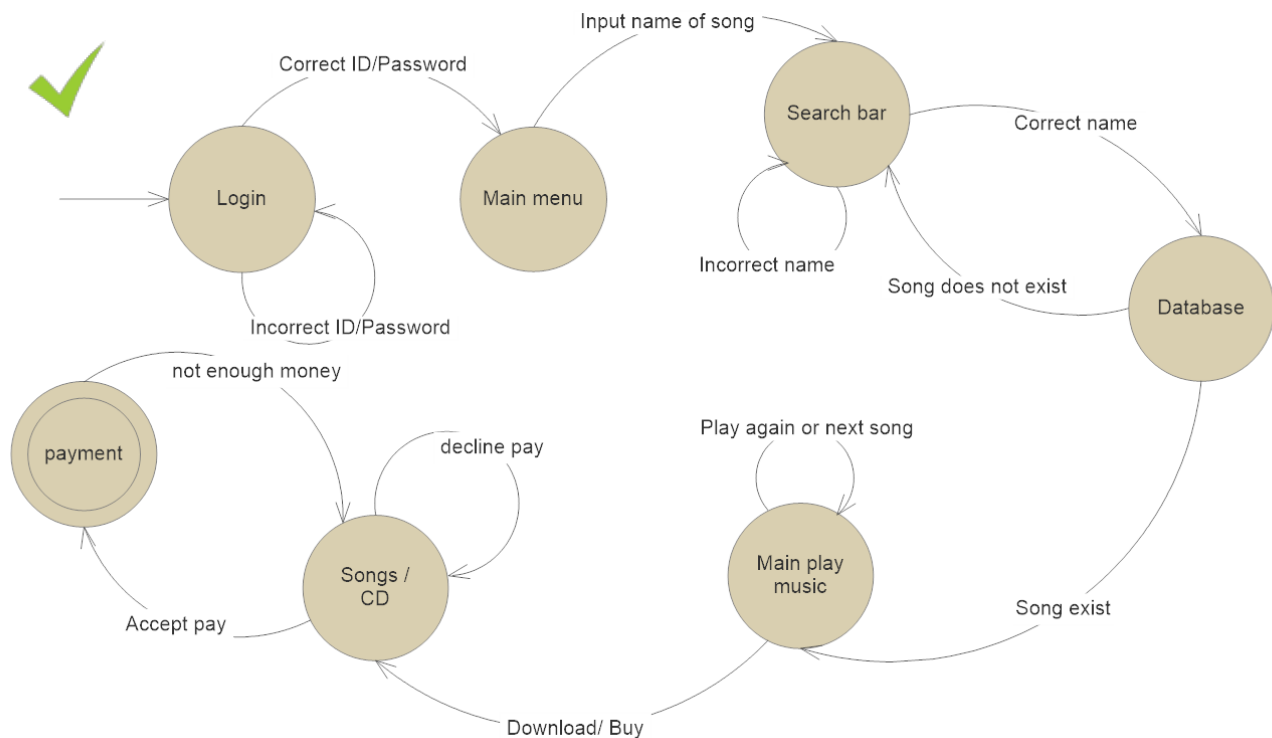 Input name of song
Correct ID/Password
Search bar
Correct name
Login
Main menu
Incorrect name
Song does not exist
Database
Incorrect ID/Password
not enough money
payment
decline pay
Play again or next song
Songs /
CD
Main play
music
Accept pay
Song exist
Download/ Buy